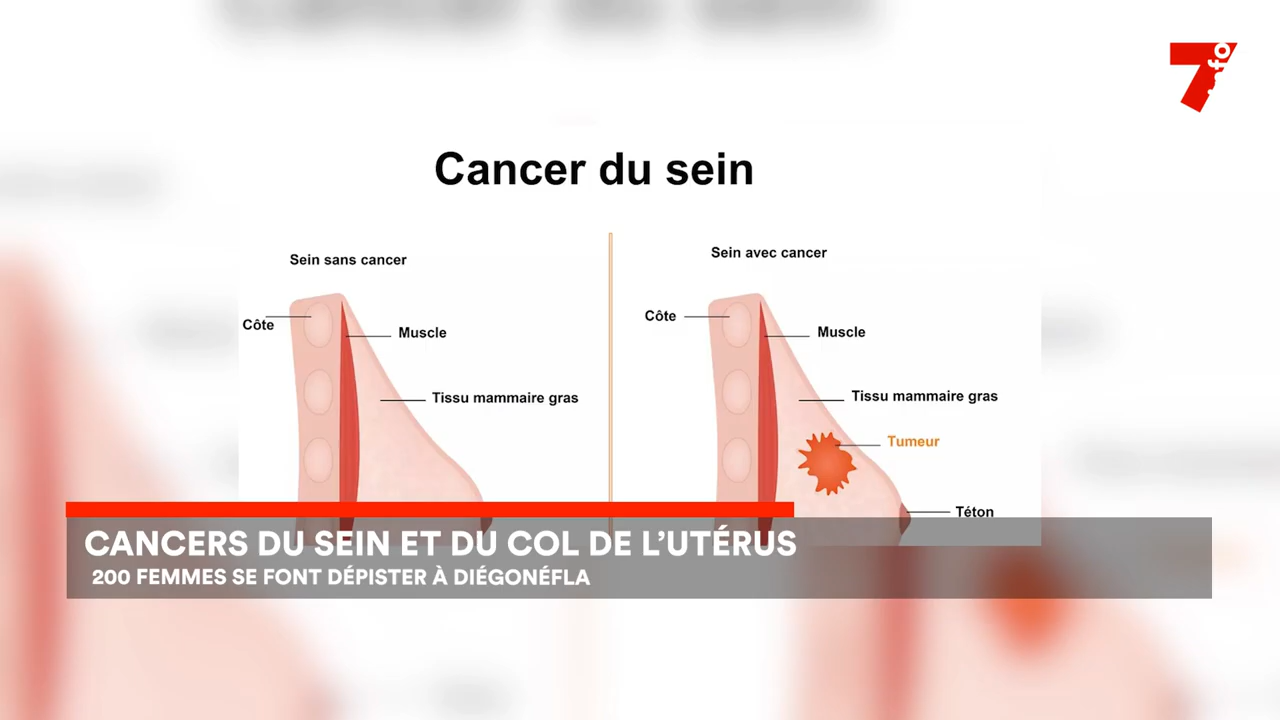 7info
Cancer du sein
Sein sans cancer
Sein avec cancer
Côte
Muscle
Tissu mammaire gras
Côte
Muscle
Tissu mammaire gras
Tumeur
Téton
CANCERS DU SEIN ET DU COL DE L’UTÉRUS
200 FEMMES SE FONT DÉPISTER À DIÉGONÉFLA